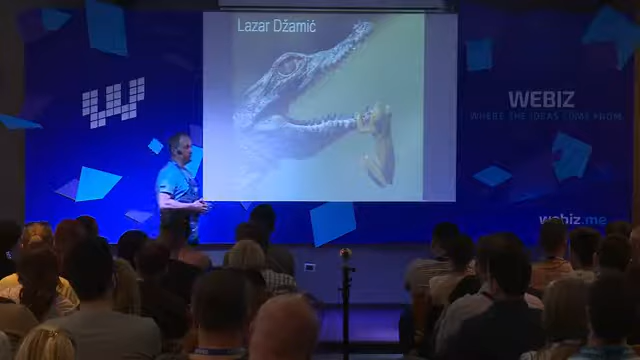 Lazar Džamić
W
WEBIZ
WHERE THE IDEAS COME FROM
webiz.me